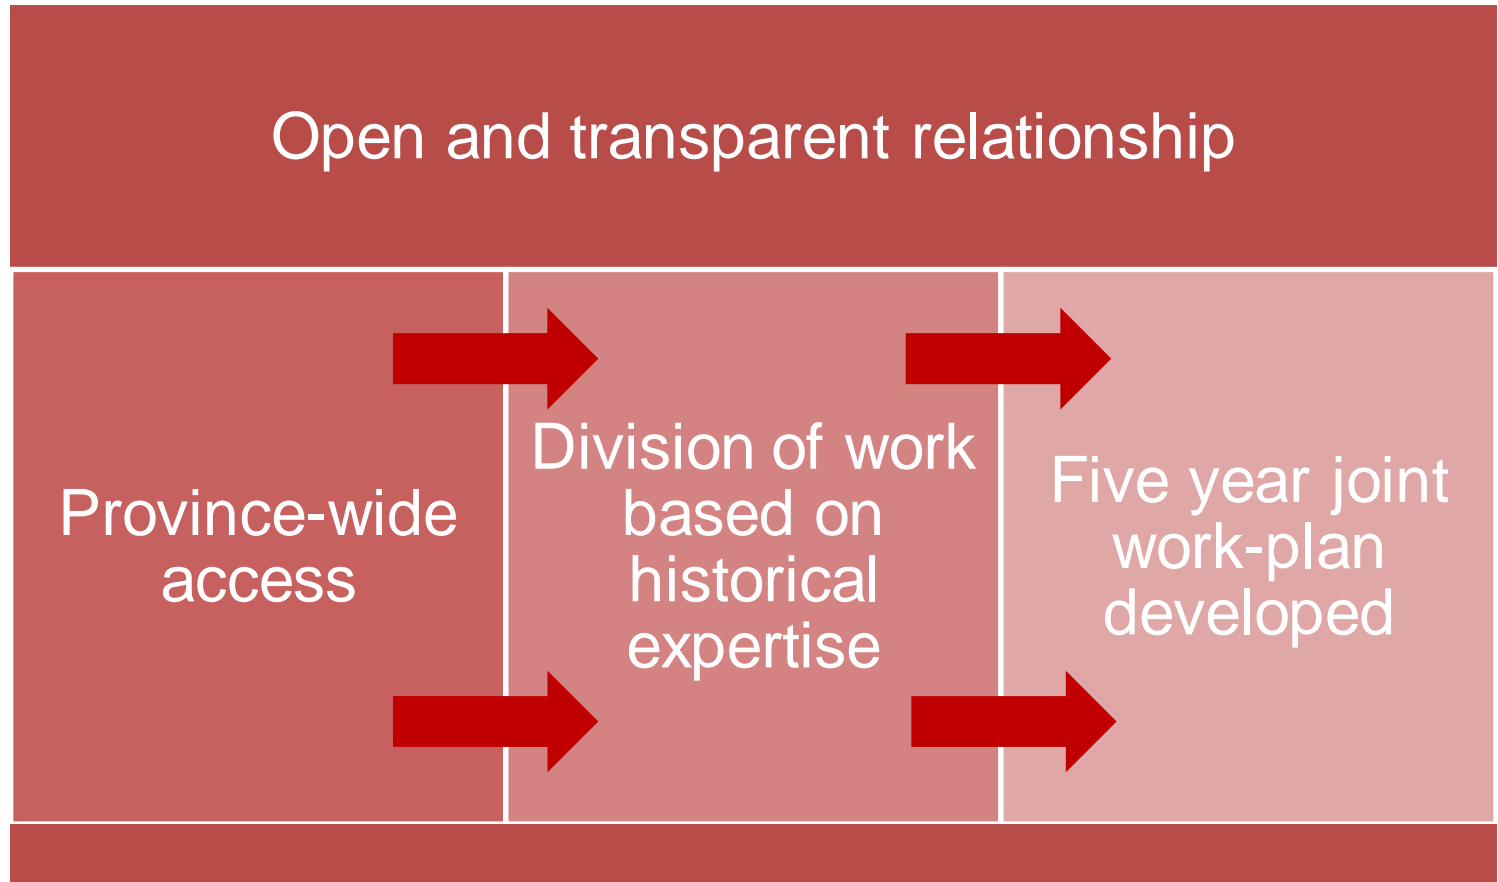 Open and transparent relationship
Province-wide
access
Division of work
based on
historical
expertise
Five year joint
work-plan
developed